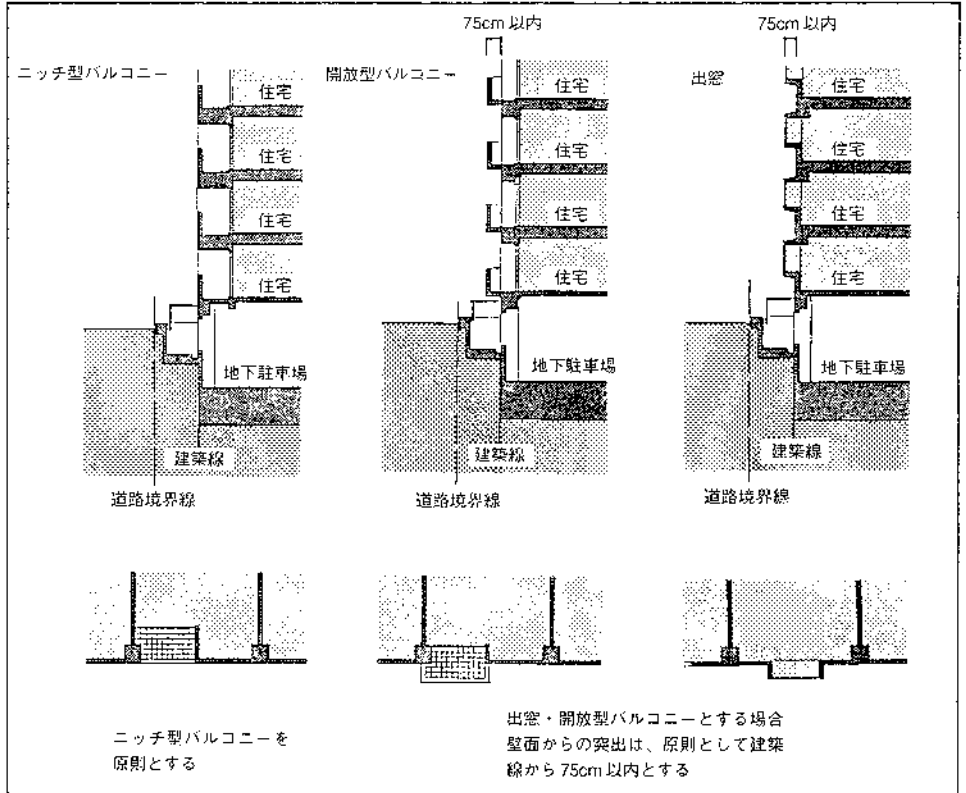 75cm 以内
75cm 以内
ニッチ型バルコニー
開放型バルコニー
出窓
住宅
住宅
住宅
住宅
住宅
住宅
住宅
住宅
住宅
住宅
住宅
住宅
地下駐車場
地下駐車場
地下駐車場
建築線
建築線
建築線
道路境界線
道路境界線
道路境界線
ニッチ型バルコニーを
原則とする
出窓・開放型バルコニーとする場合
壁面からの突出は、原則として建築
線から 75cm 以内とする